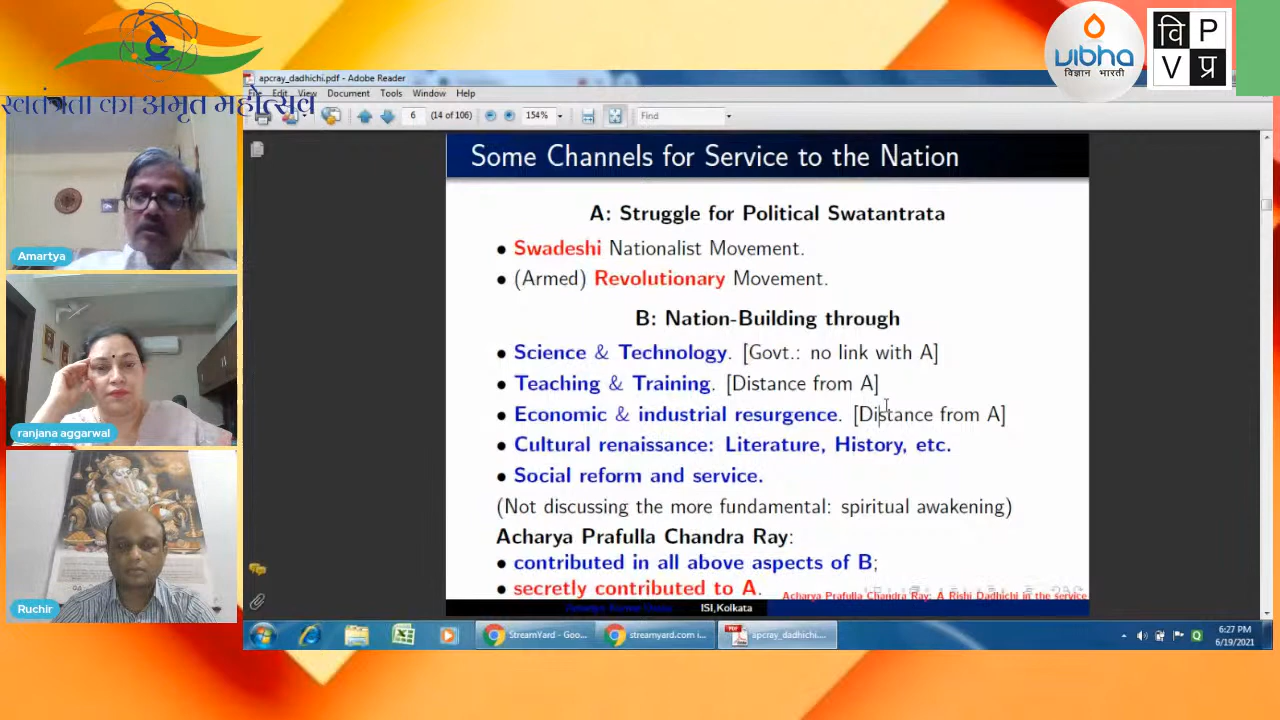 स्वतंत्रता का अमृत महोत्सव
vibha
विज्ञान भारती
वि P
V प्र
apcray_dadhichi.pdf - Adobe Reader
Edit View Document Tools Window Help
6 (14 of 106) 154% Find
Some Channels for Service to the Nation
A: Struggle for Political Swatantrata
• Swadeshi Nationalist Movement.
• (Armed) Revolutionary Movement.
B: Nation-Building through
• Science & Technology. [Govt.: no link with A]
• Teaching & Training. [Distance from A]
• Economic & industrial resurgence. [Distance from A]
• Cultural renaissance: Literature, History, etc.
• Social reform and service.
(Not discussing the more fundamental: spiritual awakening)
Acharya Prafulla Chandra Ray:
• contributed in all above aspects of B;
• secretly contributed to A.
Acharya Prafulla Chandra Ray: A Rishi Dadhichi in the service
ISI,Kolkata
Amartya
ranjana aggarwal
Ruchir
StreamYard - Goo...
streamyard.com i...
apcray_dadhichi....
6:27 PM
6/19/2021